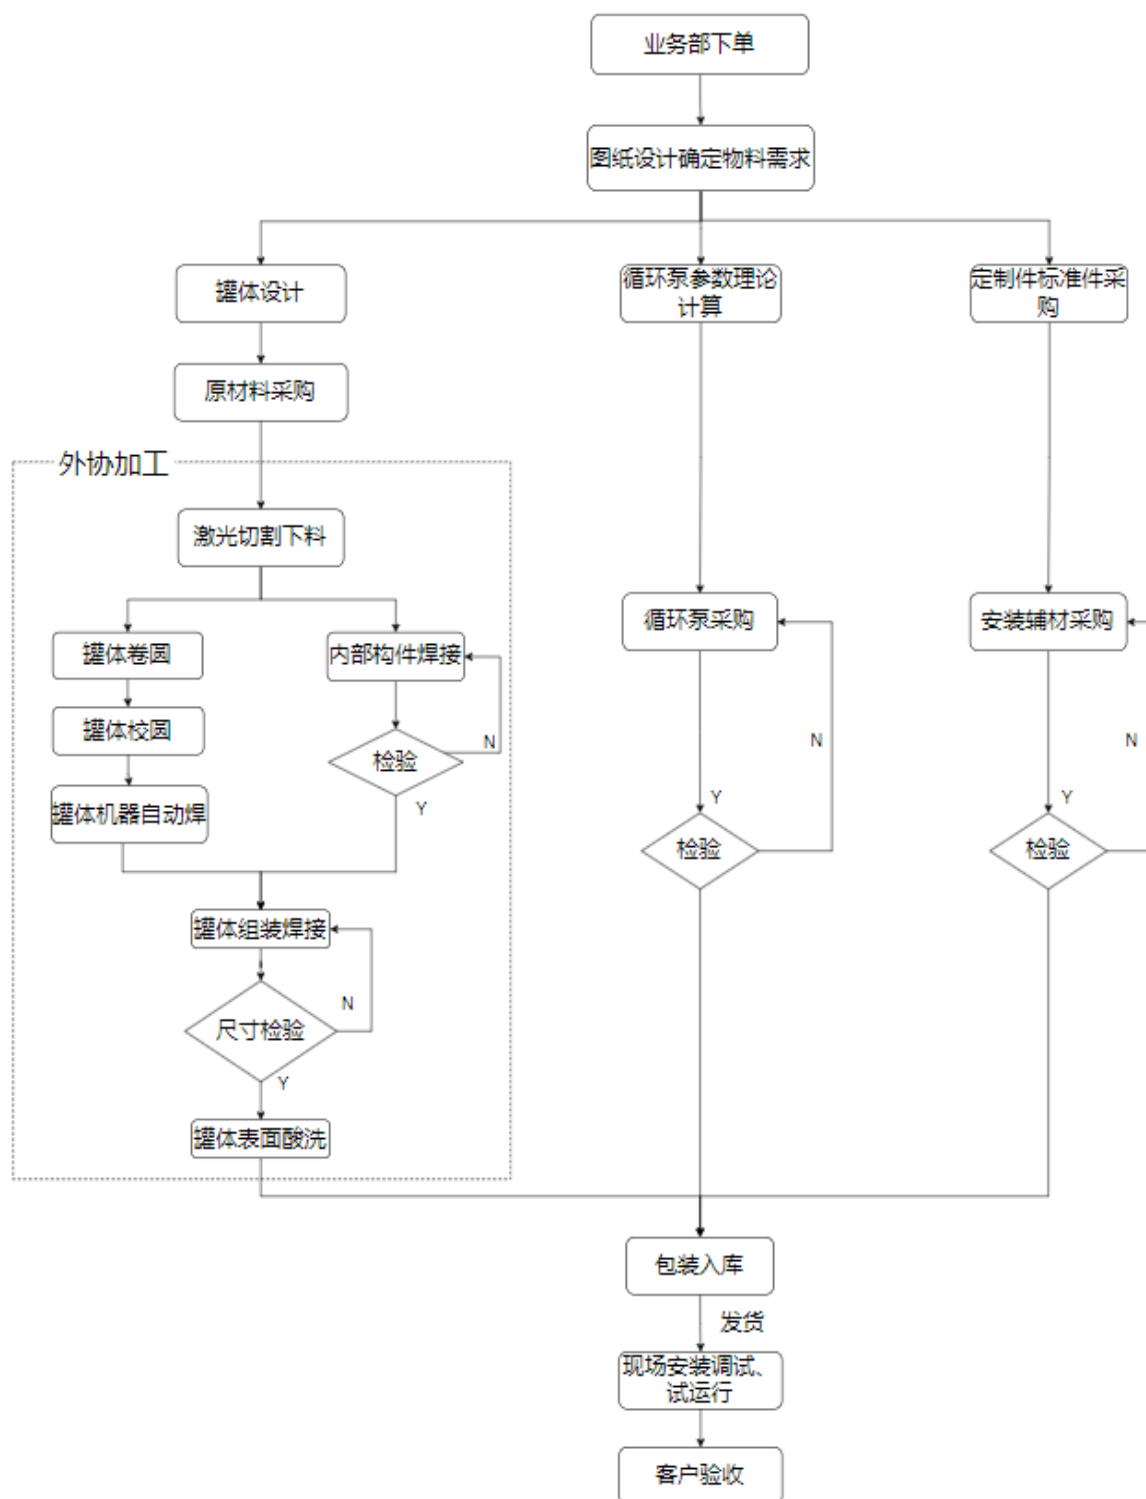 业务部下单
图纸设计确定物料需求
罐体设计
循环泵参数理论
计算
定制件标准件采
购
原材料采购
外协加工
激光切割下料
罐体卷圆
内部构件焊接
循环泵采购
安装辅材采购
罐体校圆
N
N
N
检验
罐体机器自动焊
Y
Y
Y
检验
检验
罐体组装焊接
N
尺寸检验
Y
罐体表面酸洗
包装入库
发货
现场安装调试、
试运行
客户验收